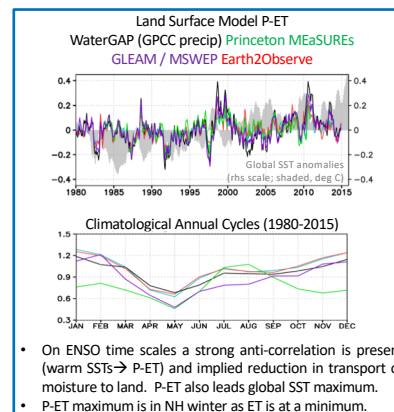 Land Surface Model P-ET
WaterGAP (GPCC precip) Princeton MEaSUREs
GLEAM / MSWEP Earth2Observe
0.4 0.4
0.2 0.2
0.0 0.0
−0.2 −0.2
−0.4 −0.4
Global SST anomalies
(rhs scale; shaded, deg C)
1980 1985 1990 1995 2000 2005 2010 2015
Climatological Annual Cycles (1980-2015)
1.5
1.2
0.9
0.6
0.3
JAN FEB MAR APR MAY JUN JUL AUG SEP OCT NOV DEC
• On ENSO time scales a strong anti-correlation is presen
(warm SSTs→ P-ET) and implied reduction in transport o
moisture to land. P-ET also leads global SST maximum.
• P-ET maximum is in NH winter as ET is at a minimum.